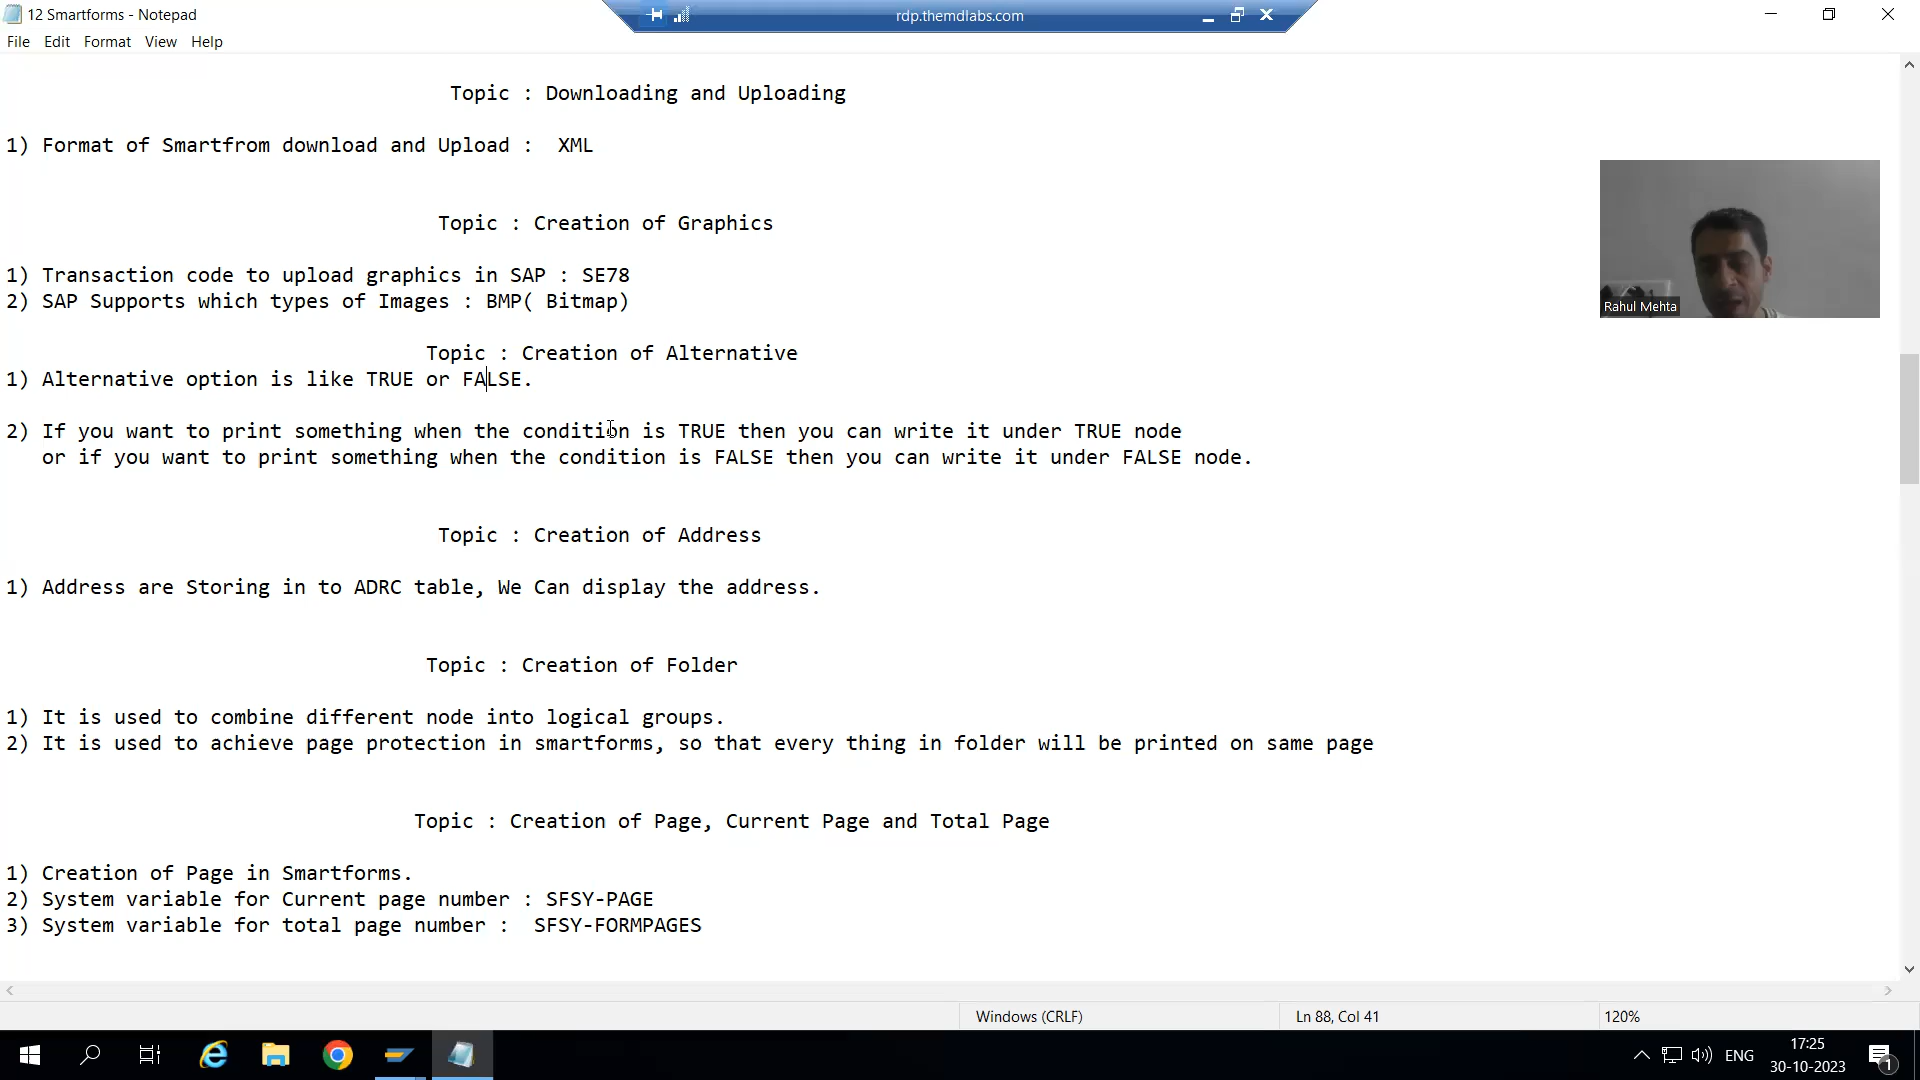 12 Smartforms - Notepad
rdp.themdlabs.com
File Edit Format View Help
Topic : Downloading and Uploading
1) Format of Smartfrom download and Upload :  XML
Topic : Creation of Graphics
1) Transaction code to upload graphics in SAP : SE78
2) SAP Supports which types of Images : BMP( Bitmap)
Rahul Mehta
Topic : Creation of Alternative
1) Alternative option is like TRUE or FALSE.
2) If you want to print something when the condition is TRUE then you can write it under TRUE node
or if you want to print something when the condition is FALSE then you can write it under FALSE node.
Topic : Creation of Address
1) Address are Storing in to ADRC table, We Can display the address.
Topic : Creation of Folder
1) It is used to combine different node into logical groups.
2) It is used to achieve page protection in smartforms, so that every thing in folder will be printed on same page
Topic : Creation of Page, Current Page and Total Page
1) Creation of Page in Smartforms.
2) System variable for Current page number : SFSY-PAGE
3) System variable for total page number :  SFSY-FORMPAGES
Windows (CRLF) Ln 88, Col 41 120%
ENG
17:25
30-10-2023
1